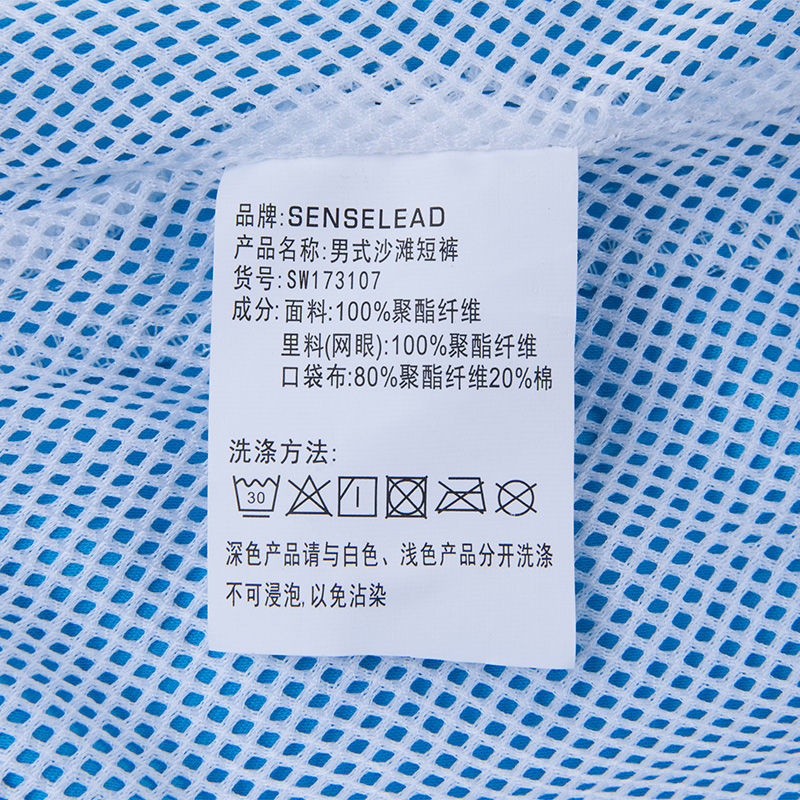 品牌:SENSELEAD
产品名称:男式沙滩短裤
货号:SW173107
成分:面料:100%聚酯纤维
里料(网眼):100%聚酯纤维
口袋布:80%聚酯纤维20%棉
洗涤方法:
30
深色产品请与白色、浅色产品分开洗涤
不可浸泡,以免沾染